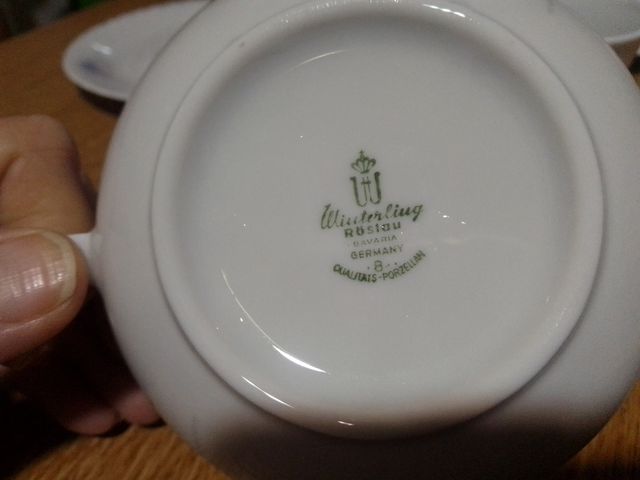 W
Winterling
Röslau
BAVARIA
GERMANY
· 8 ·
QUALITÄTS-PORZELLAN